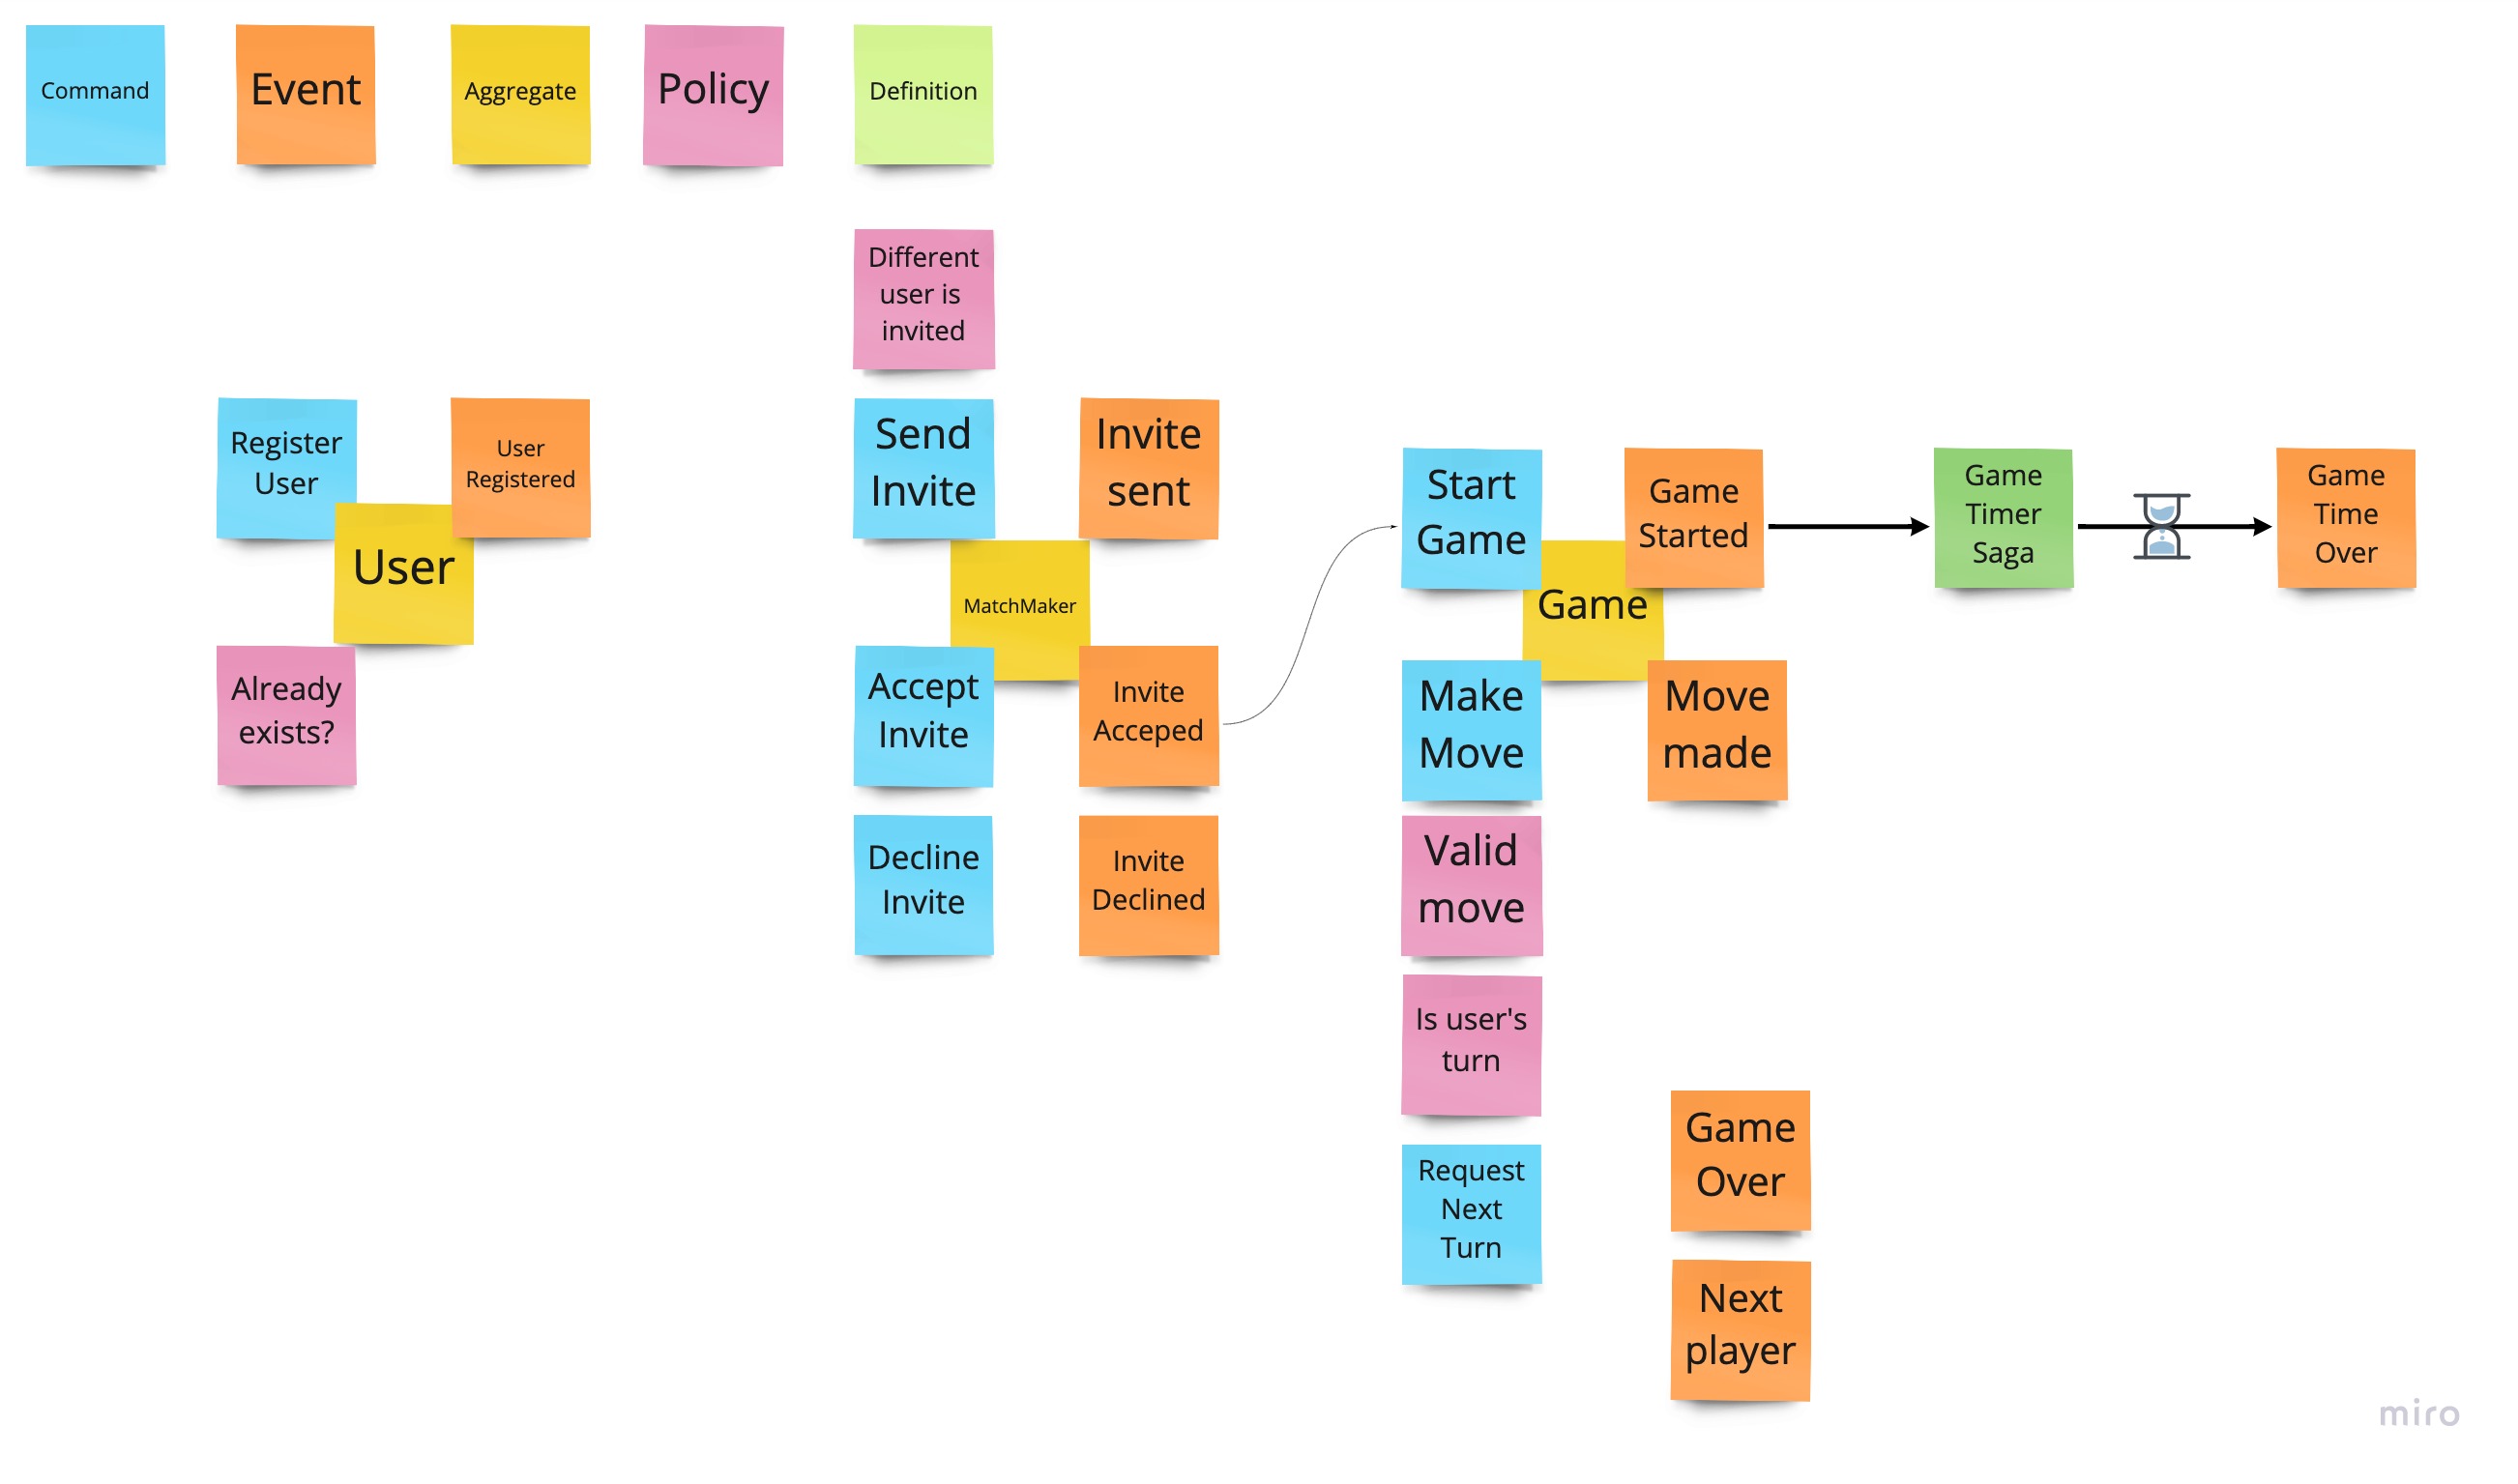 Command
Event
Aggregate
Policy
Definition
Different
user is
invited
Register
User
User
Registered
User
Already
exists?
Send
Invite
Invite
sent
MatchMaker
Accept
Invite
Invite
Acceped
Decline
Invite
Invite
Declined
Start
Game
Game
Started
Game
Timer
Saga
Game
Time
Over
Game
Make
Move
Move
made
Valid
move
Is user's
turn
Request
Next
Turn
Game
Over
Next
player
miro